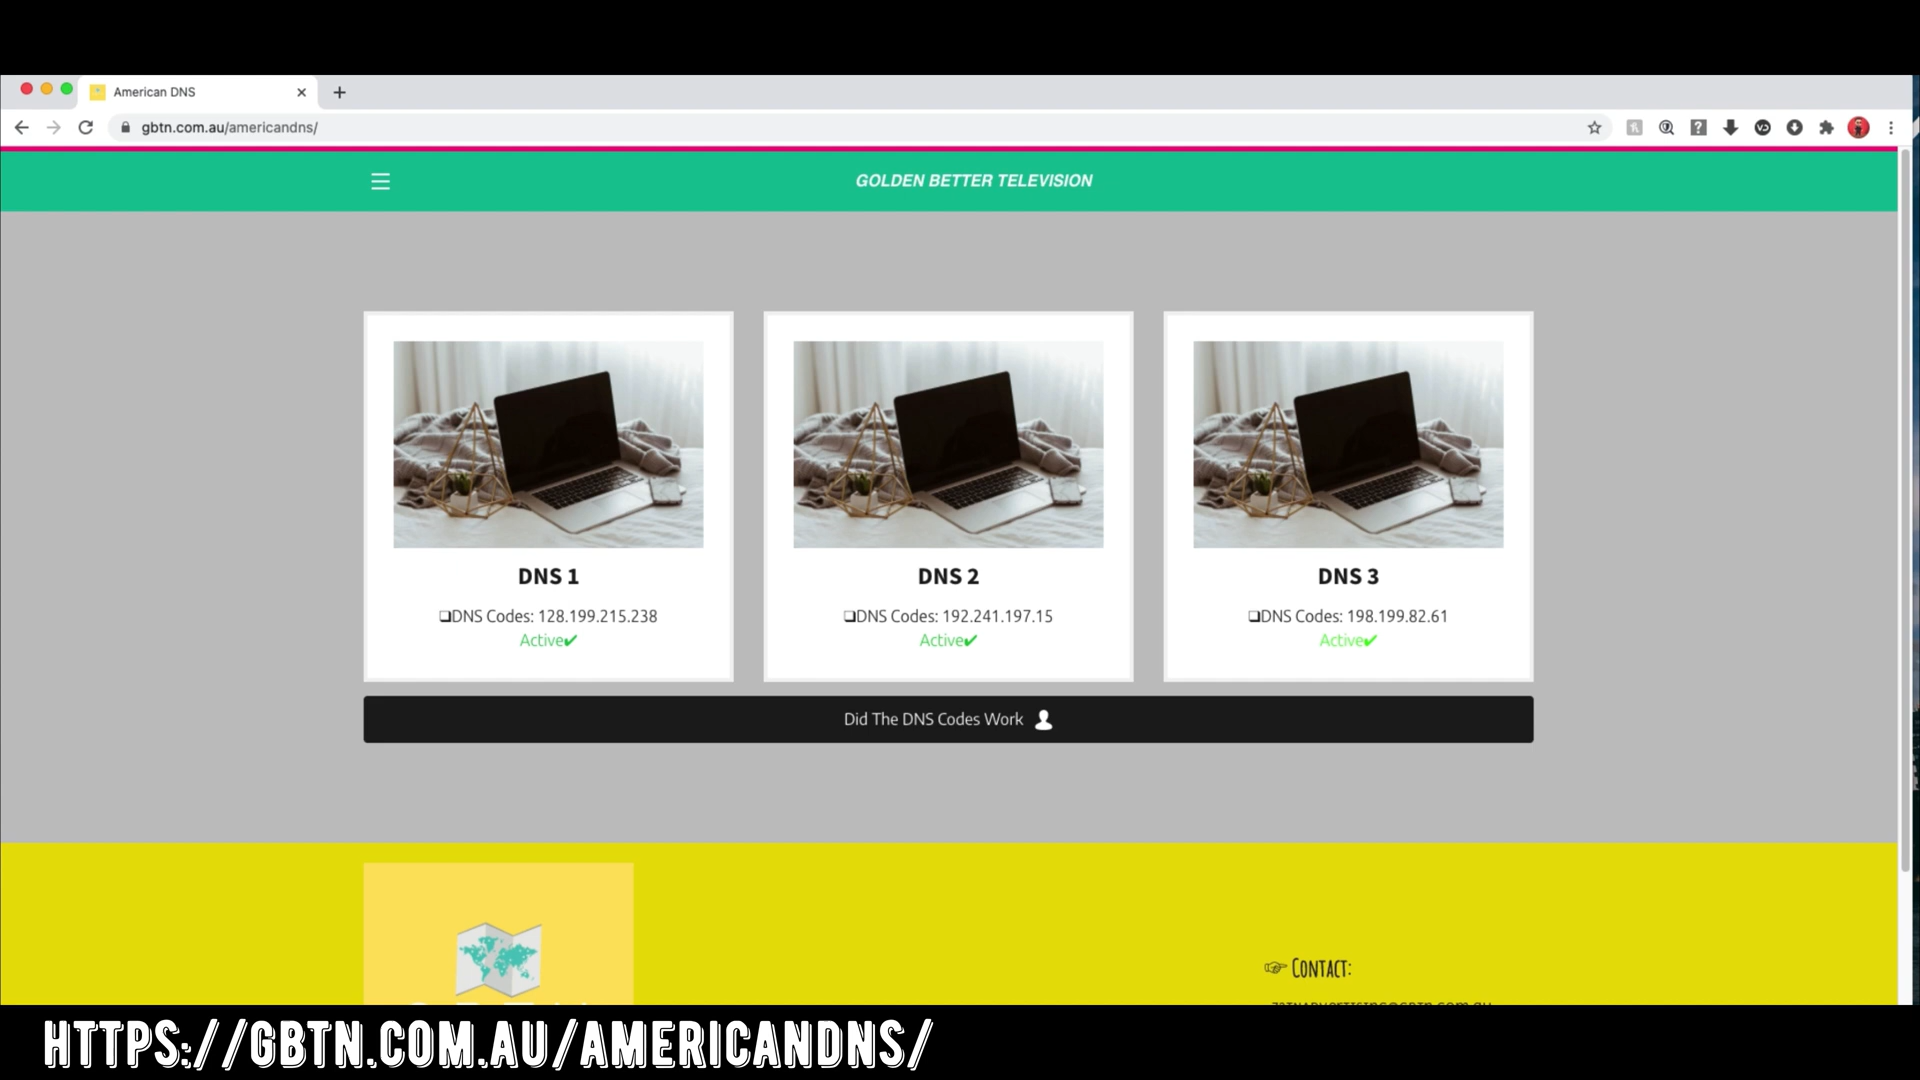 American DNS
gbtn.com.au/americandns/
GOLDEN BETTER TELEVISION
DNS 1
❏DNS Codes: 128.199.215.238
Active✔
DNS 2
❏DNS Codes: 192.241.197.15
Active✔
DNS 3
❏DNS Codes: 198.199.82.61
Active✔
Did The DNS Codes Work
☞ Contact:
HTTPS://GBTN.COM.AU/AMERICANDNS/